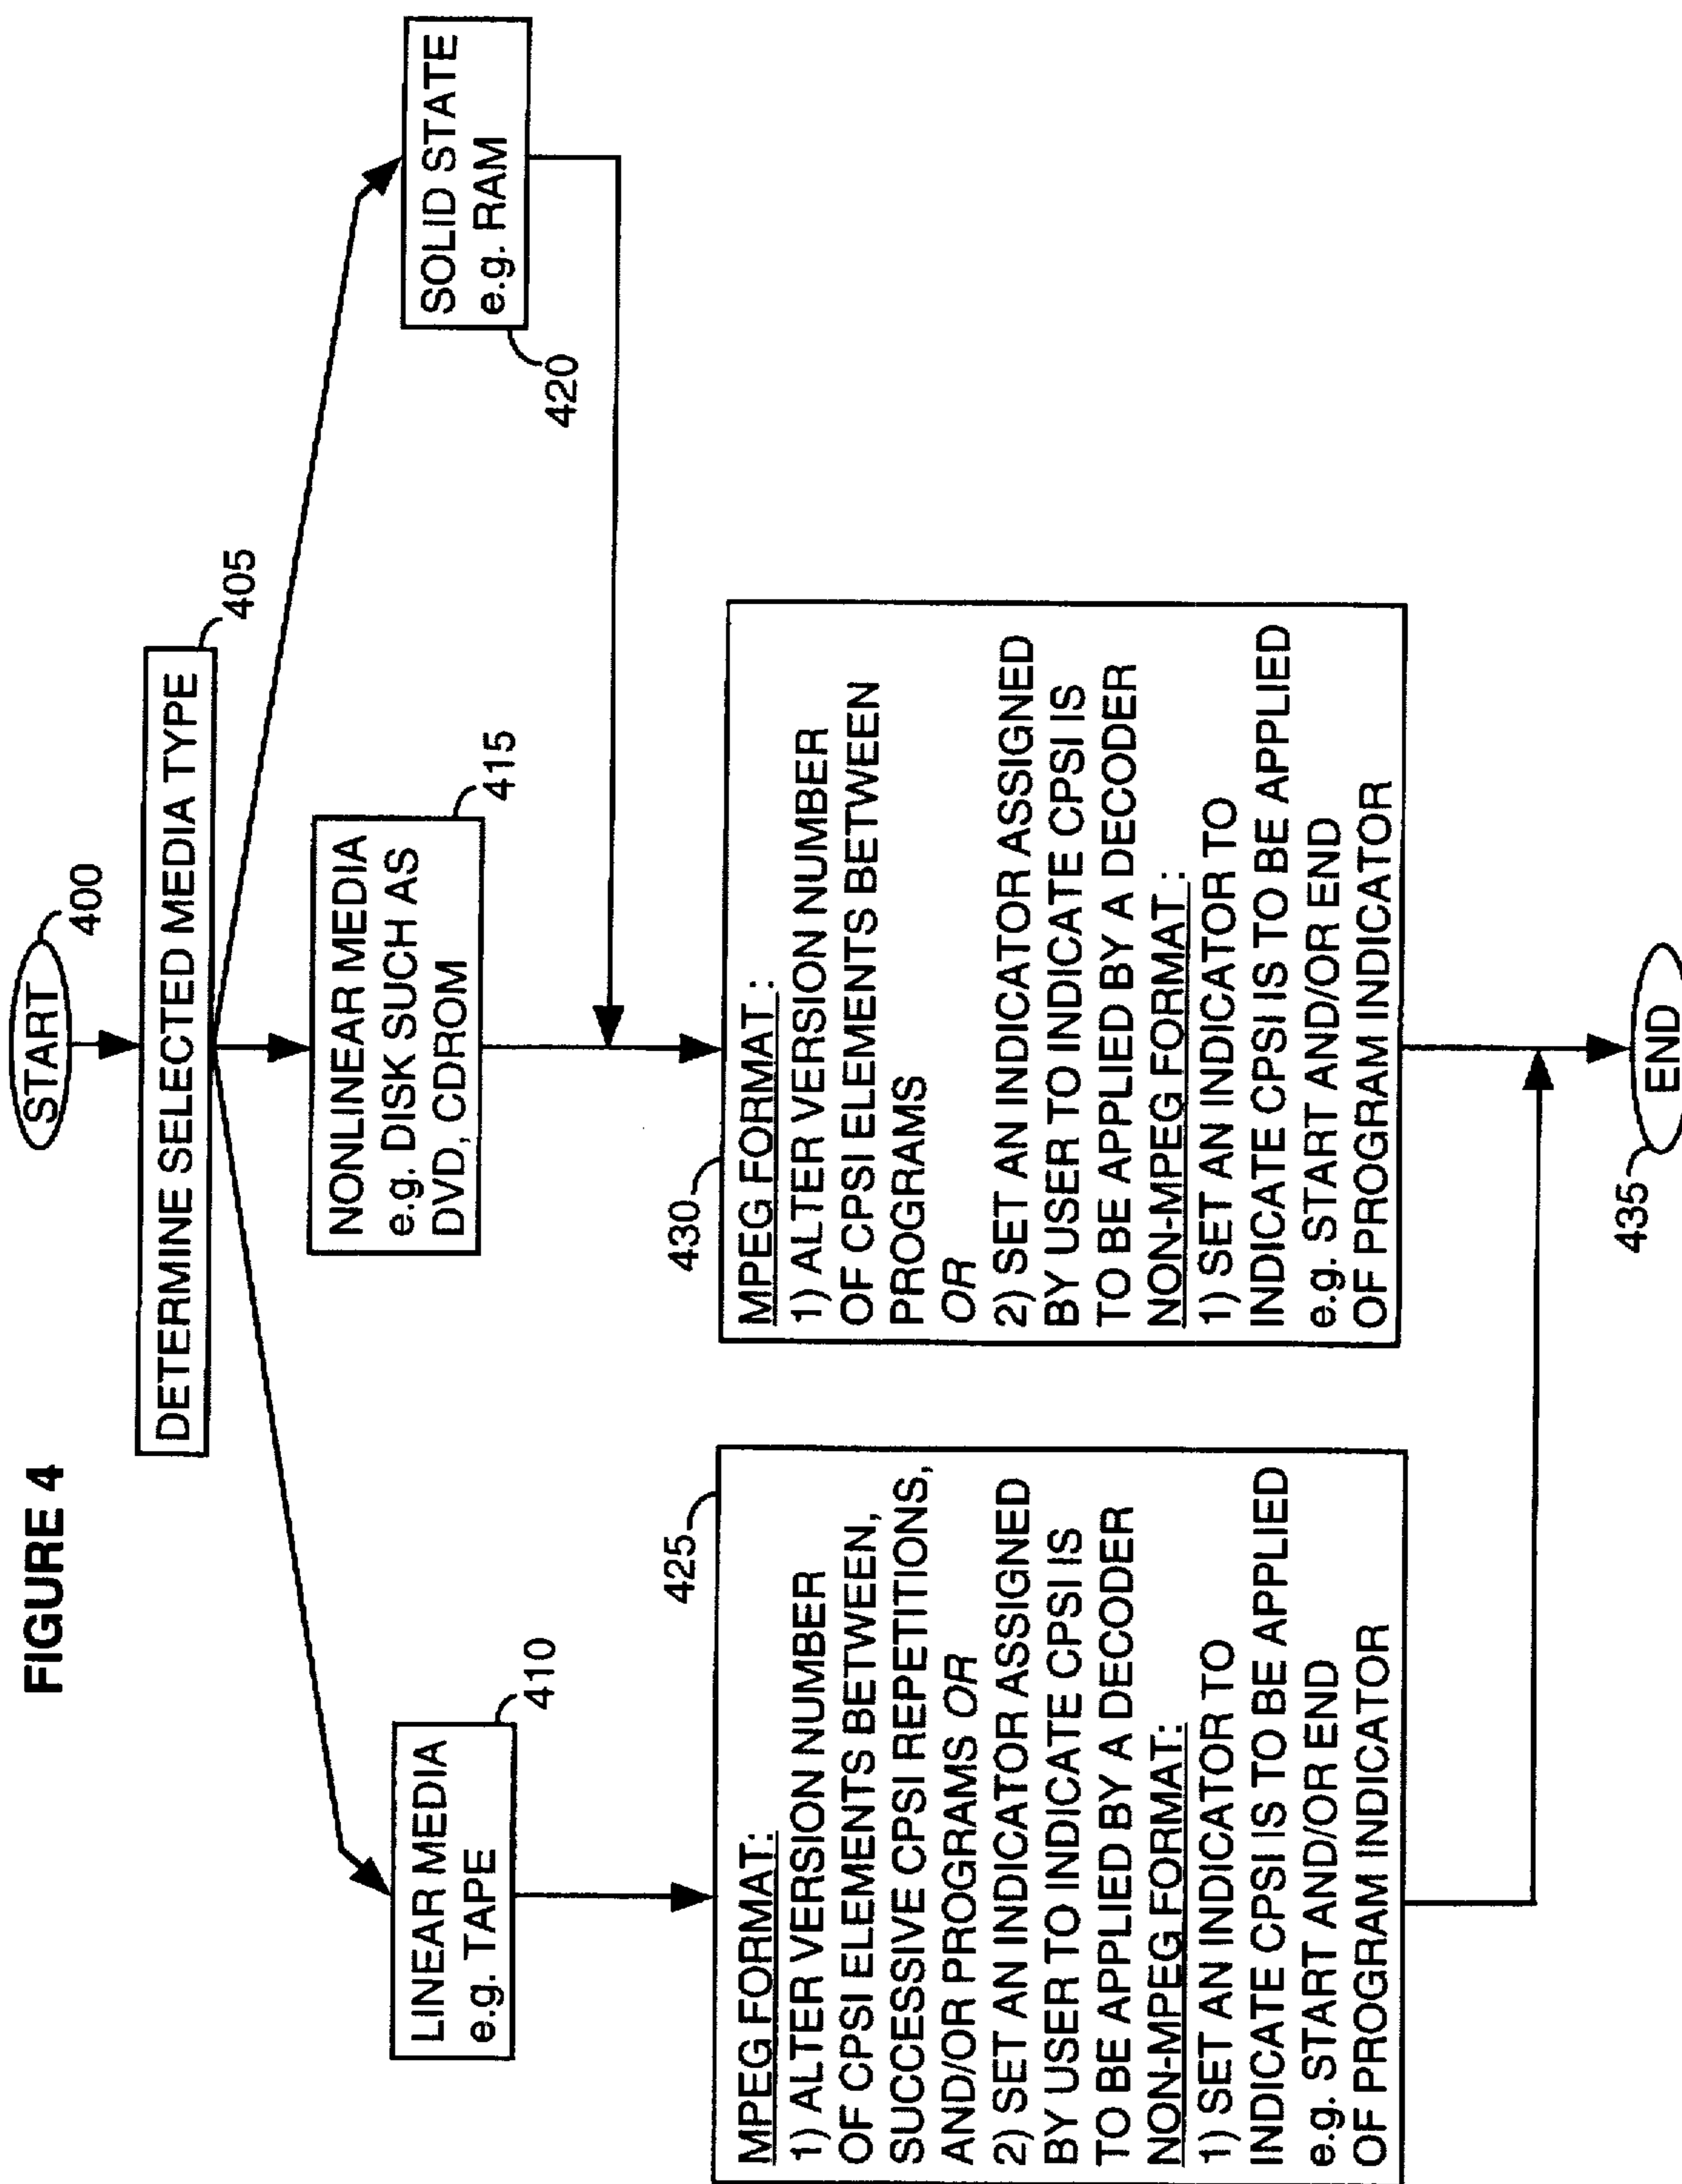 FIGURE 4
START
400
DETERMINE SELECTED MEDIA TYPE
405
LINEAR MEDIA
e.g. TAPE
410
NONLINEAR MEDIA
e.g. DISK SUCH AS
DVD, CDROM
415
SOLID STATE
e.g. RAM
420
425
MPEG FORMAT:
1) ALTER VERSION NUMBER
OF CPSI ELEMENTS BETWEEN,
SUCCESSIVE CPSI REPETITIONS,
AND/OR PROGRAMS OR
2) SET AN INDICATOR ASSIGNED
BY USER TO INDICATE CPSI IS
TO BE APPLIED BY A DECODER
NON-MPEG FORMAT:
1) SET AN INDICATOR TO
INDICATE CPSI IS TO BE APPLIED
e.g. START AND/OR END
OF PROGRAM INDICATOR
430
MPEG FORMAT :
1) ALTER VERSION NUMBER
OF CPSI ELEMENTS BETWEEN
PROGRAMS
OR
2) SET AN INDICATOR ASSIGNED
BY USER TO INDICATE CPSI IS
TO BE APPLIED BY A DECODER
NON-MPEG FORMAT :
1) SET AN INDICATOR TO
INDICATE CPSI IS TO BE APPLIED
e.g. START AND/OR END
OF PROGRAM INDICATOR
435
END